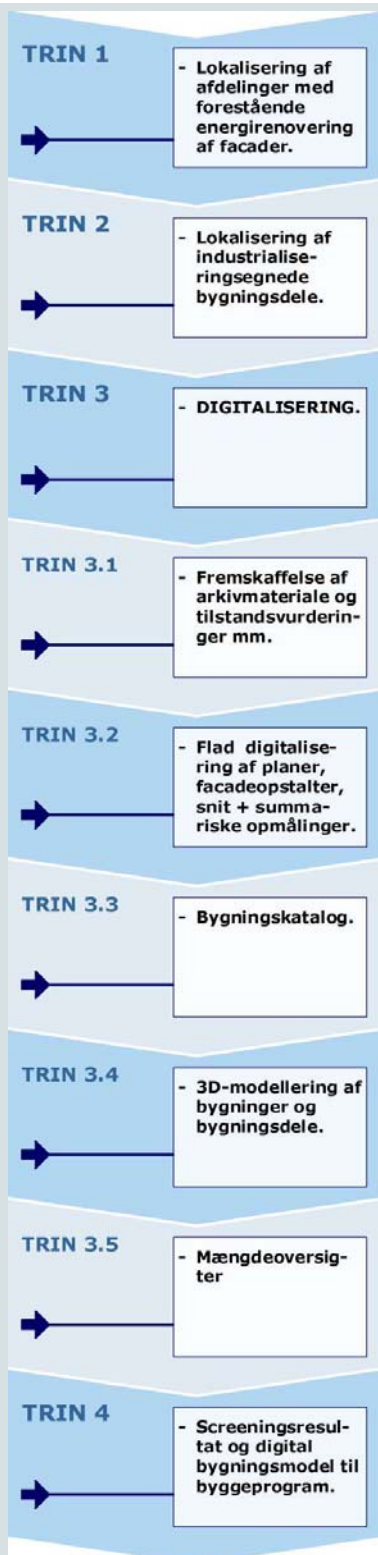 TRIN 1
- Lokalisering af
afdelinger med
forestående
energirenovering
af facader.
TRIN 2
- Lokalisering af
industrialise-
ringsegnede
bygningsdele.
TRIN 3
- DIGITALISERING.
TRIN 3.1
- Fremskaffelse af
arkivmateriale og
tilstandsvurderin-
ger mm.
TRIN 3.2
- Flad digitalise-
ring af planer,
facadeopstalter,
snit + summa-
riske opmålinger.
TRIN 3.3
- Bygningskatalog.
TRIN 3.4
- 3D-modellering af
bygninger og
bygningsdele.
TRIN 3.5
- Mængdeoversig-
ter
TRIN 4
- Screeningsresul-
tat og digital
bygningsmodel til
byggeprogram.